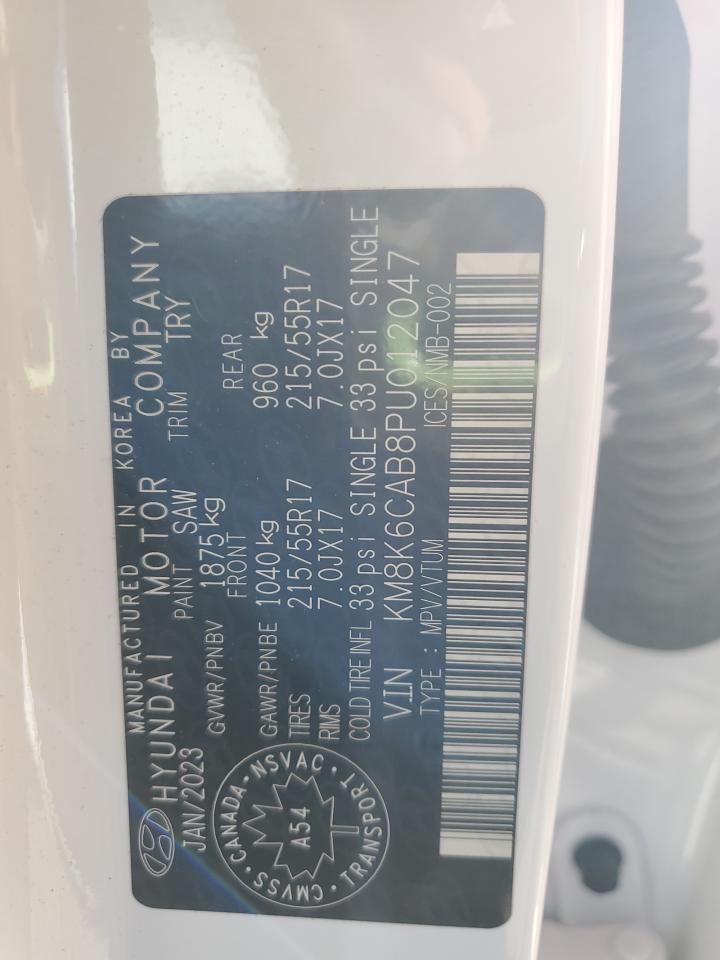 MANUFACTURED IN KOREA BY
HYUNDAI MOTOR COMPANY
JAN/2023 PAINT SAW TRIM TRY
GVWR/PNBV 1875kg
FRONT REAR
GAWR/PNBE 1040kg 960 kg
TIRES 215/55R17 215/55R17
RIMS 7.0JX17 7.0JX17
COLD TIRE INFL 33 psi SINGLE 33 psi SINGLE
VIN KM8K6CAB8PU012047
TYPE : MPV/VTUM ICES/NMB-002
CMVSS·CANADA·NSVAC·TRANSPORT·
A54